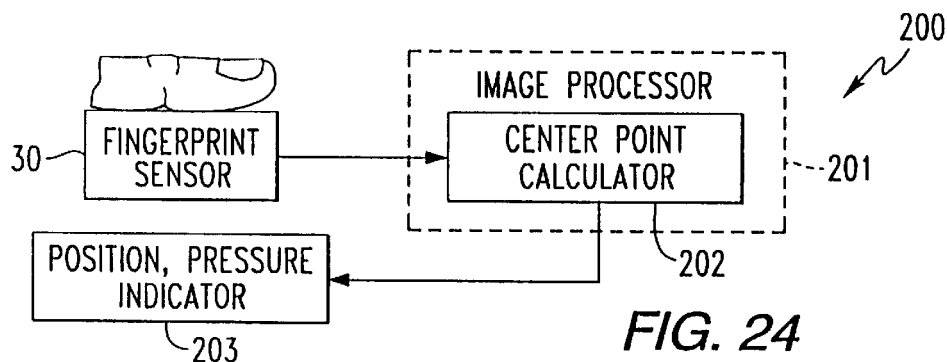 200
IMAGE PROCESSOR
30
FINGERPRINT
SENSOR
CENTER POINT
CALCULATOR
201
202
POSITION, PRESSURE
INDICATOR
203
FIG. 24